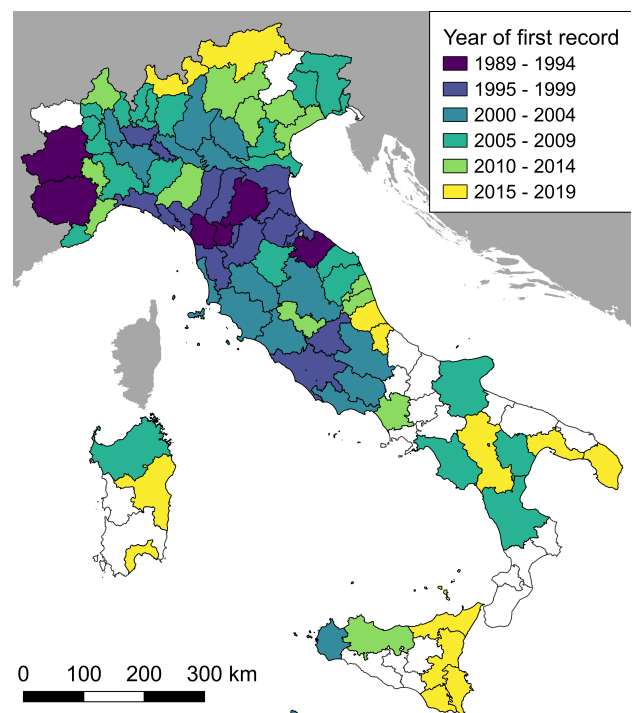 Year of first record
1989 - 1994
1995 - 1999
2000 - 2004
2005 - 2009
2010 - 2014
2015 - 2019
0 100 200 300 km